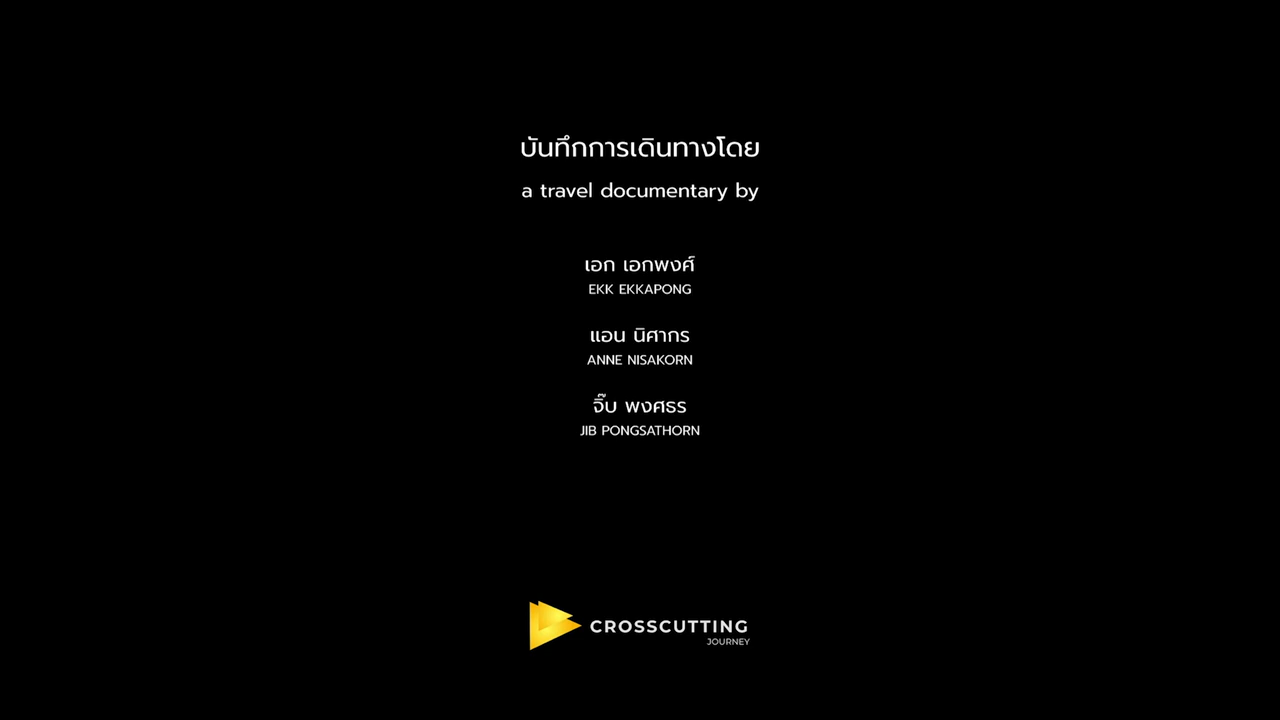 บันทึกการเดินทางโดย
a travel documentary by
เอก เอกพงศ์
EKK EKKAPONG
แอน นิศากร
ANNE NISAKORN
จิ๊บ พงศธร
JIB PONGSATHORN
CROSSCUTTING
JOURNEY